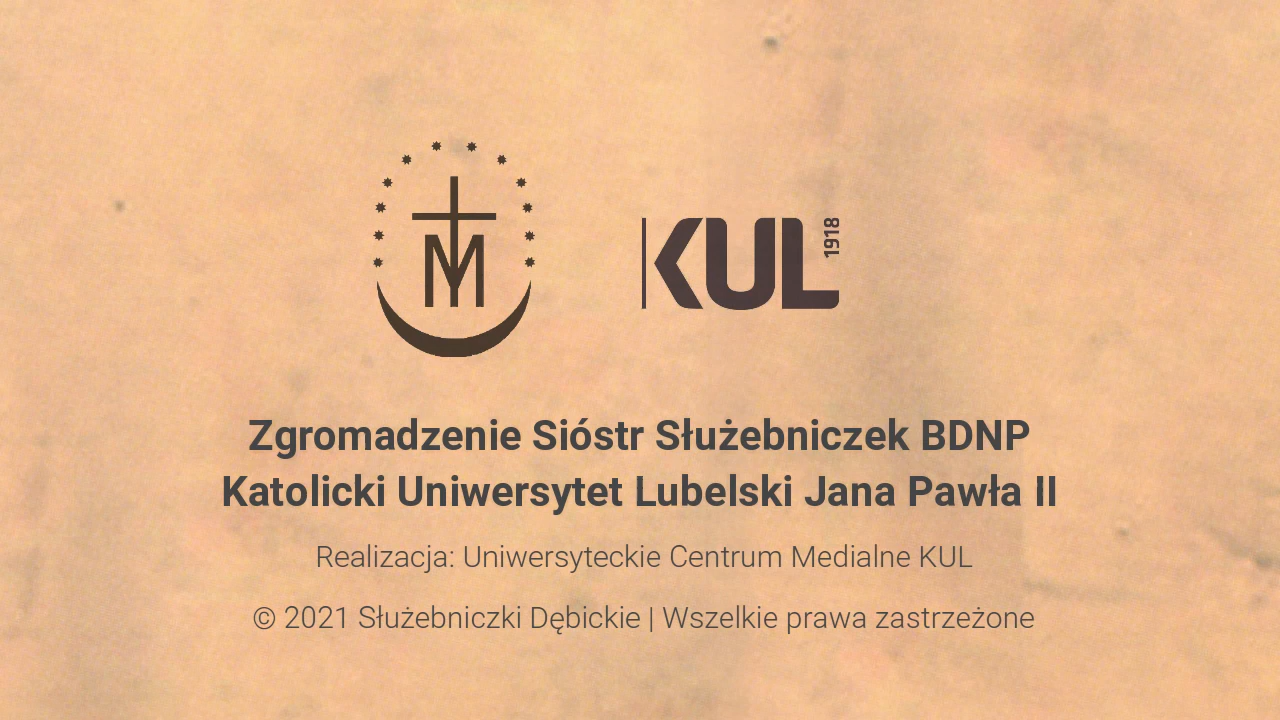 KUL 1918
Zgromadzenie Sióstr Służebniczek BDNP
Katolicki Uniwersytet Lubelski Jana Pawła II
Realizacja: Uniwersyteckie Centrum Medialne KUL
© 2021 Służebniczki Dębickie | Wszelkie prawa zastrzeżone